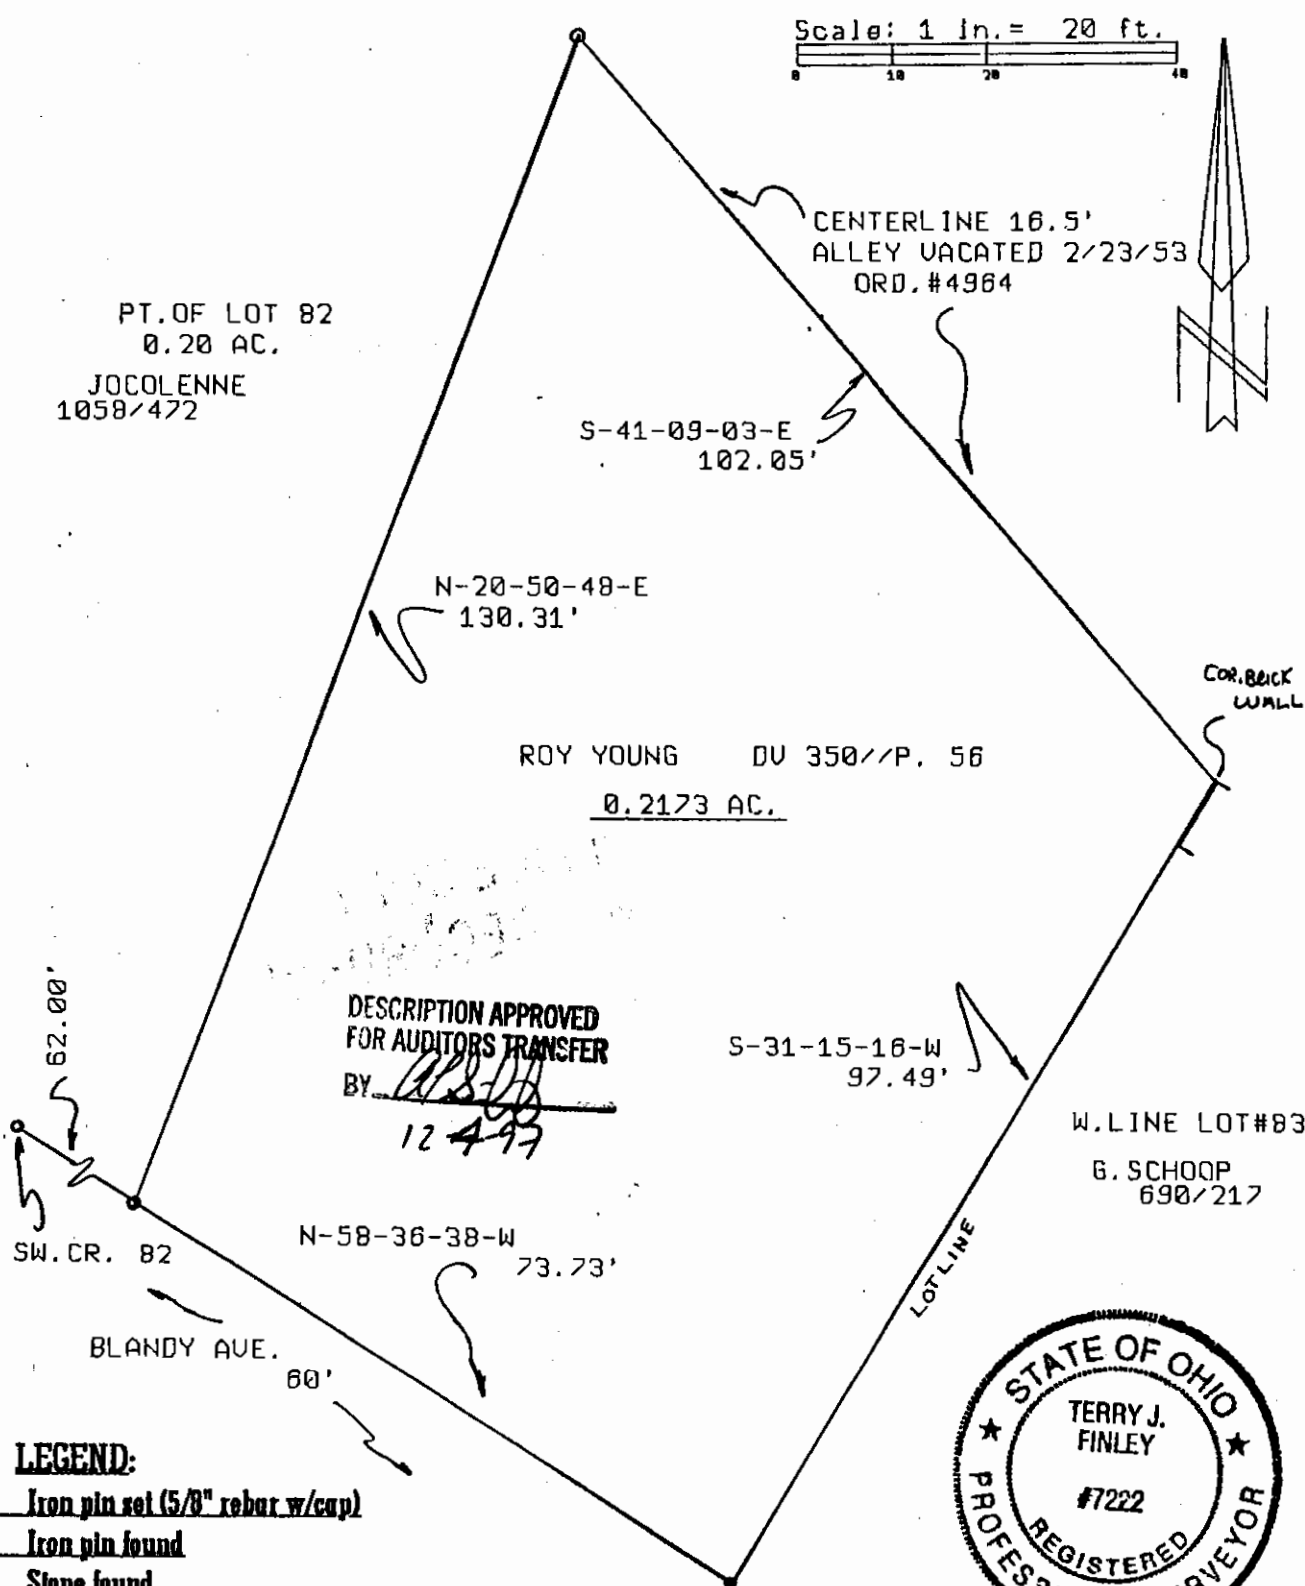 Scale: 1 in.= 20 ft.
0 10 20 40
CENTERLINE 16.5'
ALLEY VACATED 2/23/53
ORD.#4964
PT.OF LOT 82
0.20 AC.
JOCOLENNE
1058/472
S-41-09-03-E
102.05'
N
N-20-50-48-E
130.31'
COR.BRICK
WALL
ROY YOUNG DV 350//P. 56
0.2173 AC.
62.00'
DESCRIPTION APPROVED
FOR AUDITORS TRANSFER
BY
12-4-97
S-31-15-16-W
97.49'
W.LINE LOT#83
G.SCHOOP
690/217
SW.CR. 82
N-58-36-38-W
73.73'
LOT LINE
BLANDY AVE.
60'
STATE OF OHIO
TERRY J.
FINLEY
#7222
REGISTERED
LEGEND:
Iron pin set (5/8" rebar w/cap)
Iron pin found
Stone found